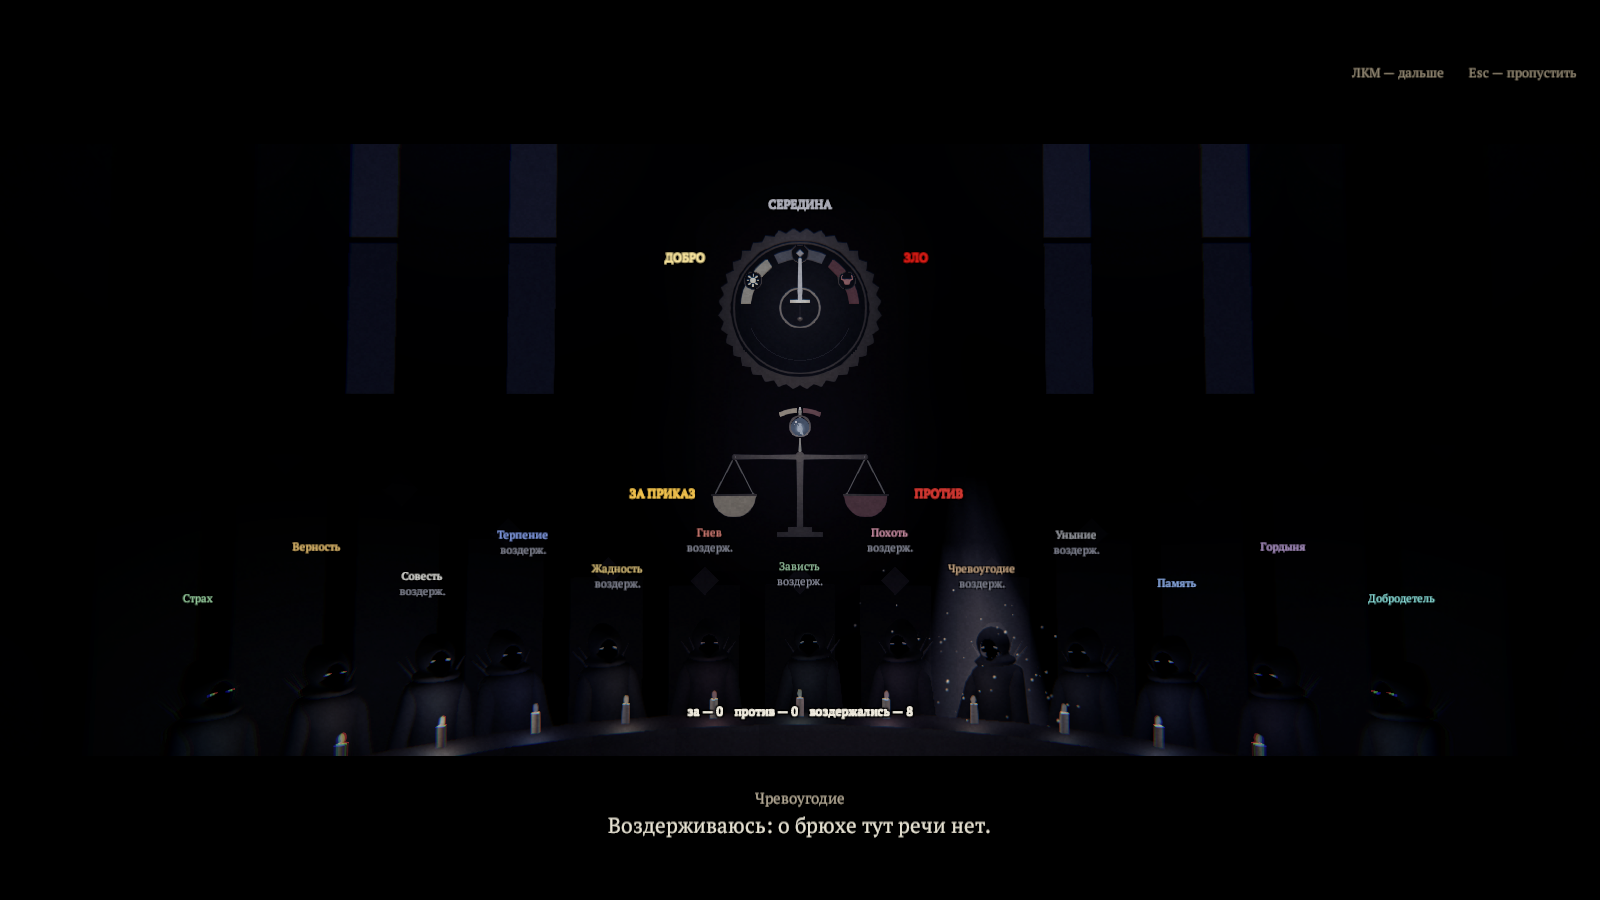 ЛКМ — дальше Esc — пропустить
СЕРЕДИНА
ДОБРО
ЗЛО
ЗА ПРИКАЗ
ПРОТИВ
Страх
Верность
Совесть
воздерж.
Терпение
воздерж.
Жадность
воздерж.
Гнев
воздерж.
Зависть
воздерж.
Похоть
воздерж.
Чревоугодие
воздерж.
Уныние
воздерж.
Память
Гордыня
Добродетель
за — 0 против — 0 воздержались — 8
Чревоугодие
Воздерживаюсь: о брюхе тут речи нет.